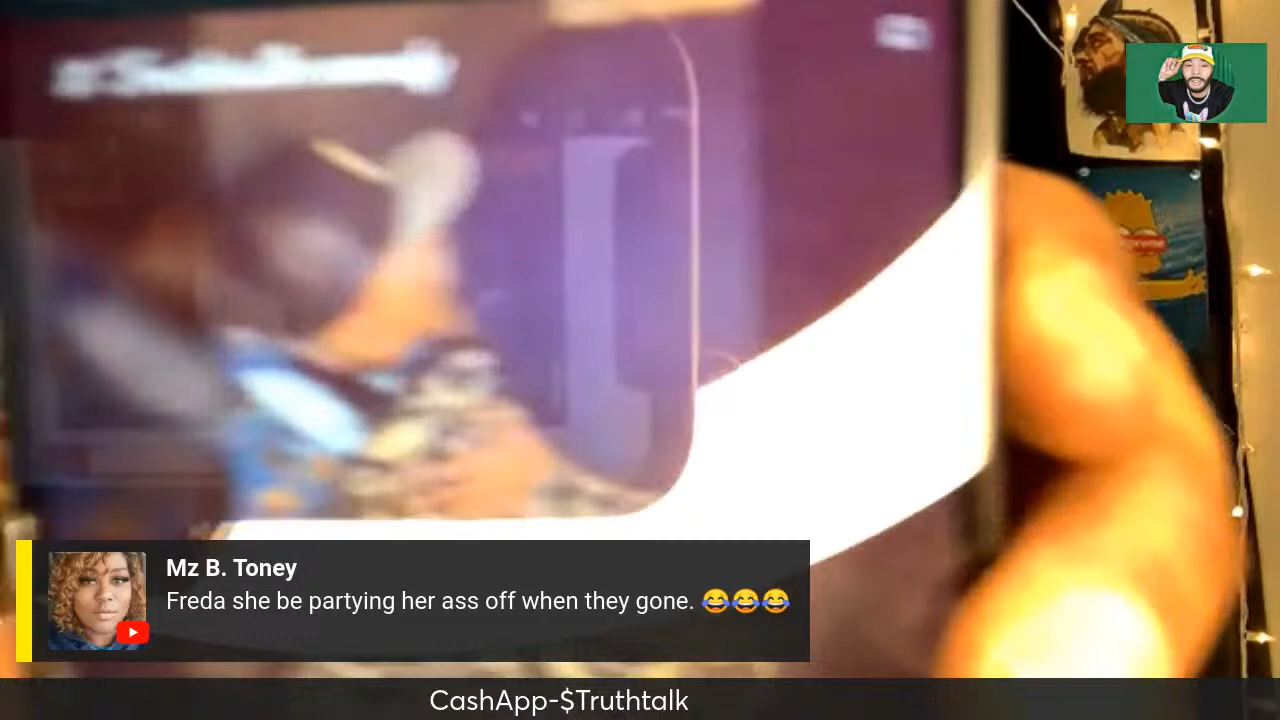 Mz B. Toney
Freda she be partying her ass off when they gone. 😂😂😂
CashApp-$Truthtalk